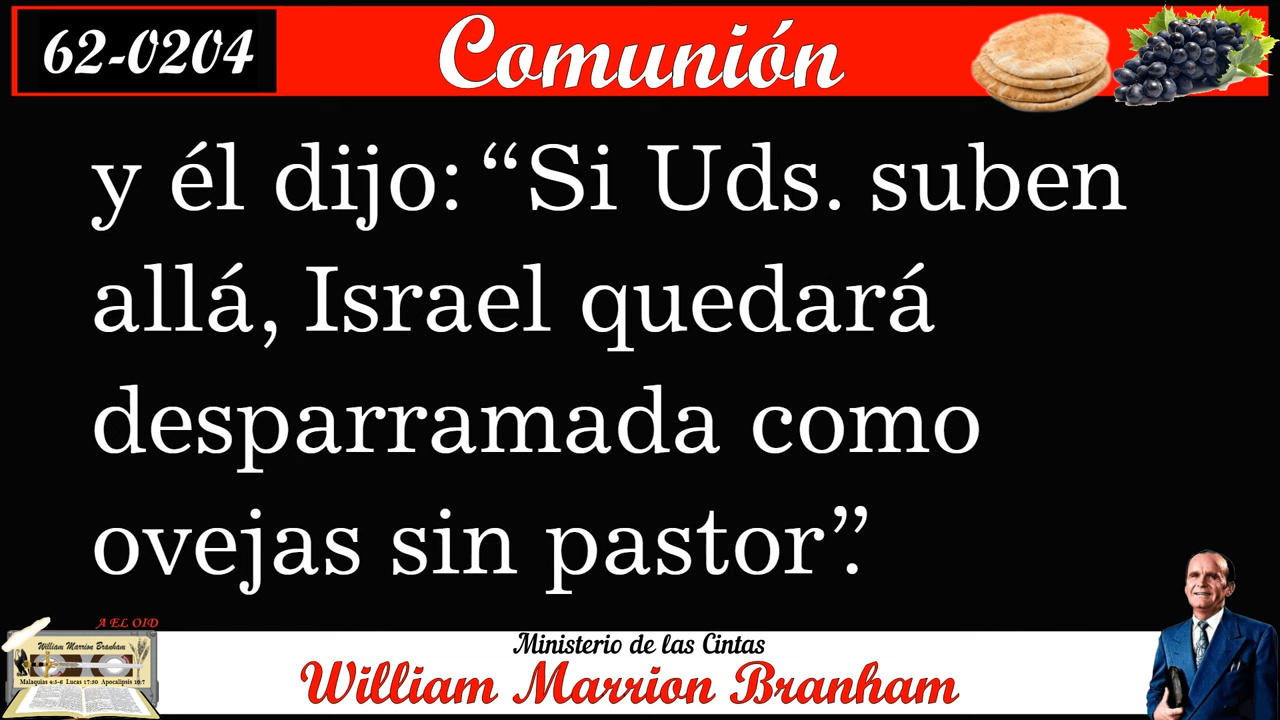 62-0204
Comunión
y él dijo: “Si Uds. suben
allá, Israel quedará
desparramada como
ovejas sin pastor”.
A EL OID
William Marrion Branham
Malaquías 4:5-6 Lucas 17:30 Apocalipsis 10:7
Ministerio de las Cintas
William Marrion Branham